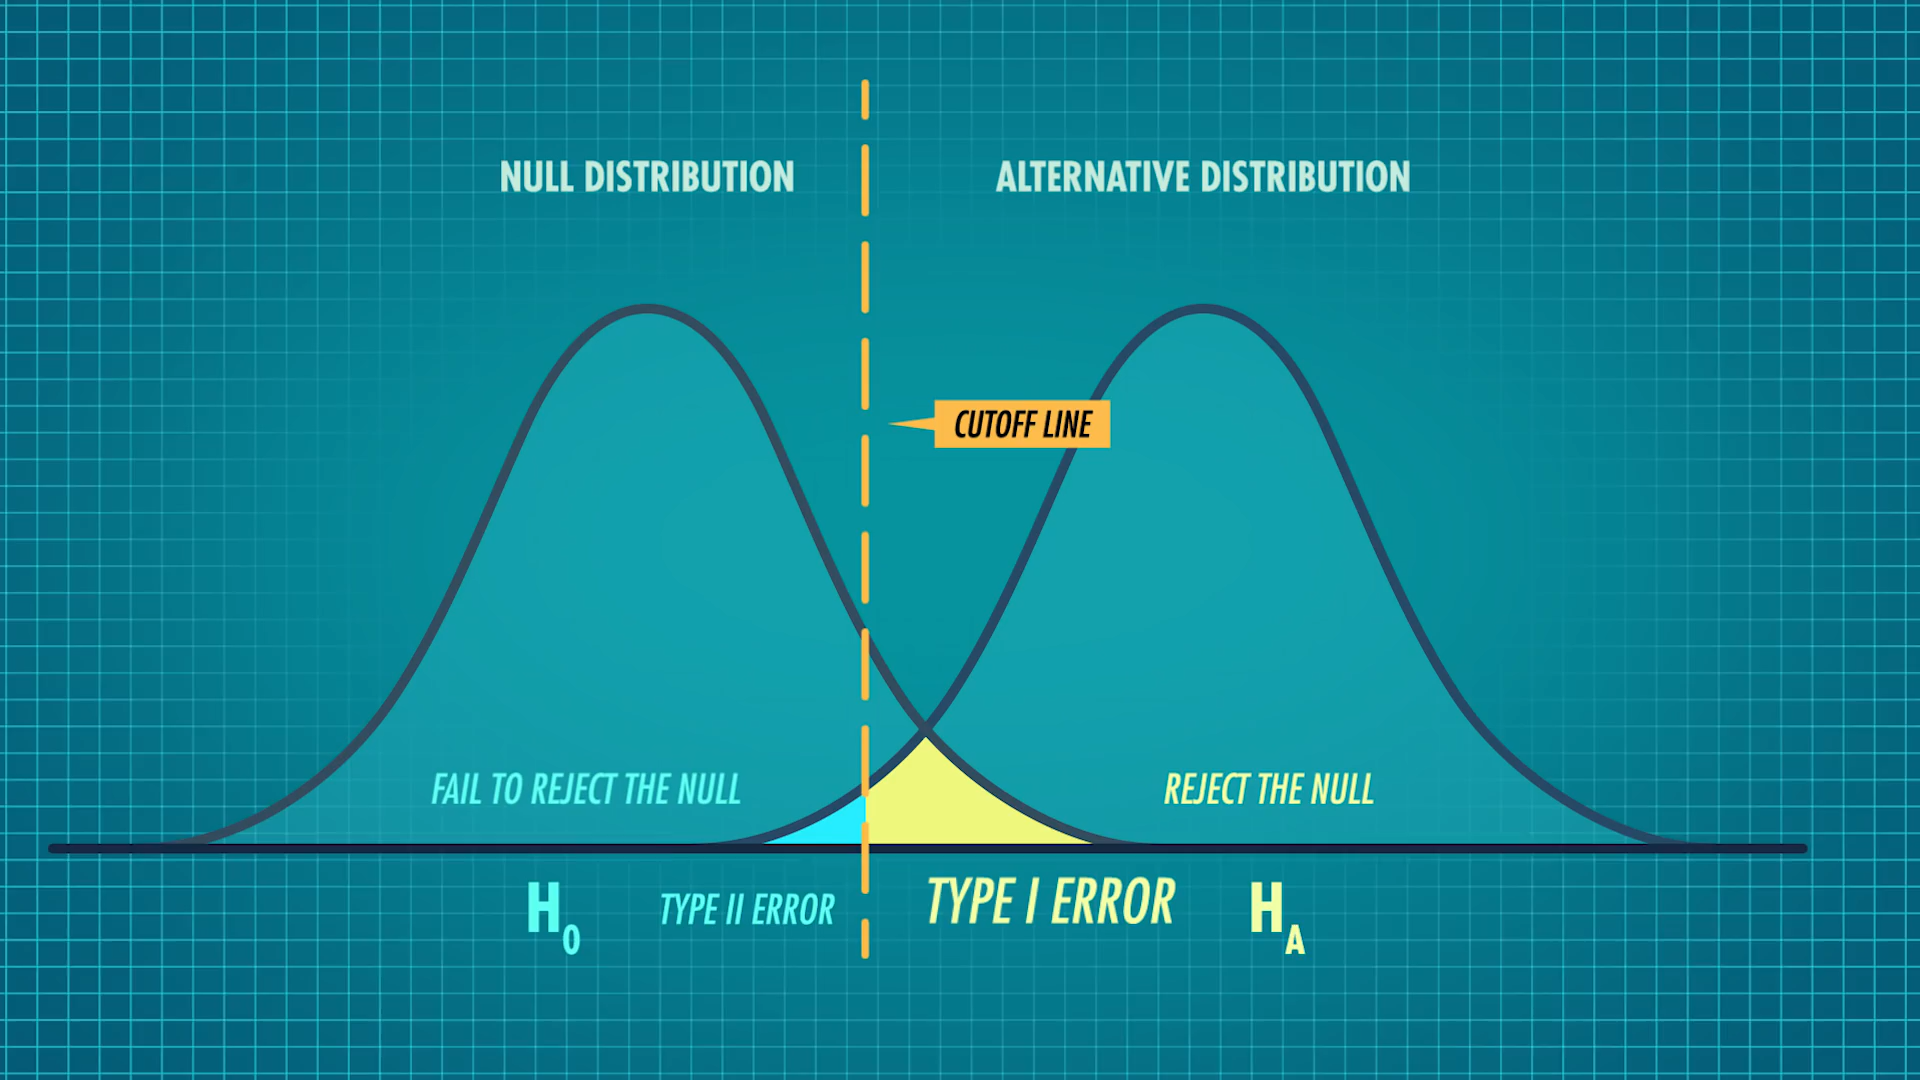 NULL DISTRIBUTION
ALTERNATIVE DISTRIBUTION
CUTOFF LINE
FAIL TO REJECT THE NULL
REJECT THE NULL
H0
TYPE II ERROR
TYPE I ERROR
HA